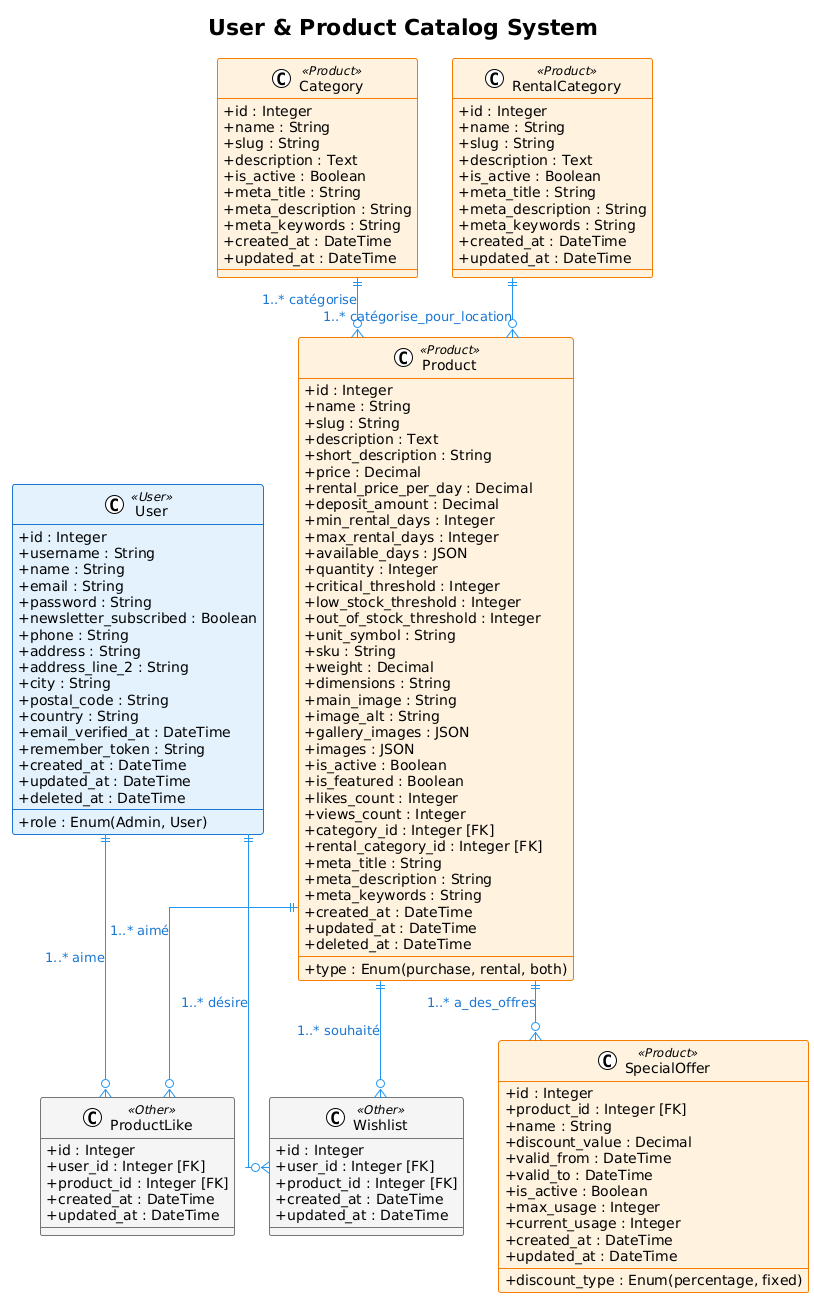 User & Product Catalog System
«Product»
C Category
+id : Integer
+name : String
+slug : String
+description : Text
+is_active : Boolean
+meta_title : String
+meta_description : String
+meta_keywords : String
+created_at : DateTime
+updated_at : DateTime
«Product»
C RentalCategory
+id : Integer
+name : String
+slug : String
+description : Text
+is_active : Boolean
+meta_title : String
+meta_description : String
+meta_keywords : String
+created_at : DateTime
+updated_at : DateTime
1..* catégorise
1..* catégorise_pour_location
«Product»
C Product
+id : Integer
+name : String
+slug : String
+description : Text
+short_description : String
+price : Decimal
+rental_price_per_day : Decimal
+deposit_amount : Decimal
+min_rental_days : Integer
+max_rental_days : Integer
+available_days : JSON
+quantity : Integer
+critical_threshold : Integer
+low_stock_threshold : Integer
+out_of_stock_threshold : Integer
+unit_symbol : String
+sku : String
+weight : Decimal
+dimensions : String
+main_image : String
+image_alt : String
+gallery_images : JSON
+images : JSON
+is_active : Boolean
+is_featured : Boolean
+likes_count : Integer
+views_count : Integer
+category_id : Integer [FK]
+rental_category_id : Integer [FK]
+meta_title : String
+meta_description : String
+meta_keywords : String
+created_at : DateTime
+updated_at : DateTime
+deleted_at : DateTime
+type : Enum(purchase, rental, both)
«User»
C User
+id : Integer
+username : String
+name : String
+email : String
+password : String
+newsletter_subscribed : Boolean
+phone : String
+address : String
+address_line_2 : String
+city : String
+postal_code : String
+country : String
+email_verified_at : DateTime
+remember_token : String
+created_at : DateTime
+updated_at : DateTime
+deleted_at : DateTime
+role : Enum(Admin, User)
1..* aimé
1..* aime
1..* désire
1..* souhaité
1..* a_des_offres
«Other»
C ProductLike
+id : Integer
+user_id : Integer [FK]
+product_id : Integer [FK]
+created_at : DateTime
+updated_at : DateTime
«Other»
C Wishlist
+id : Integer
+user_id : Integer [FK]
+product_id : Integer [FK]
+created_at : DateTime
+updated_at : DateTime
«Product»
C SpecialOffer
+id : Integer
+product_id : Integer [FK]
+name : String
+discount_value : Decimal
+valid_from : DateTime
+valid_to : DateTime
+is_active : Boolean
+max_usage : Integer
+current_usage : Integer
+created_at : DateTime
+updated_at : DateTime
+discount_type : Enum(percentage, fixed)